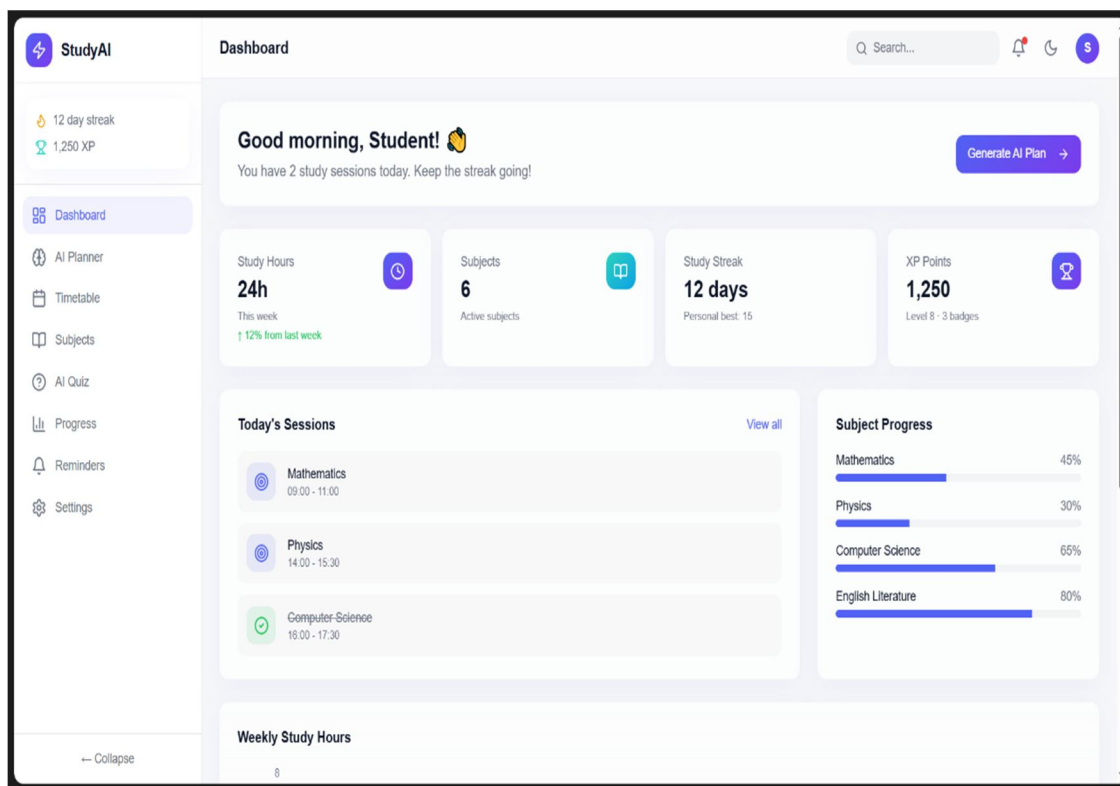 StudyAI
12 day streak
1,250 XP
Dashboard
AI Planner
Timetable
Subjects
AI Quiz
Progress
Reminders
Settings
← Collapse
Dashboard
Search...
S
Good morning, Student! 👋
You have 2 study sessions today. Keep the streak going!
Generate AI Plan →
Study Hours
24h
This week
↑ 12% from last week
Subjects
6
Active subjects
Study Streak
12 days
Personal best: 15
XP Points
1,250
Level 8 · 3 badges
Today's Sessions
View all
Mathematics
09:00 - 11:00
Physics
14:00 - 15:30
Computer Science
16:00 - 17:30
Subject Progress
Mathematics 45%
Physics 30%
Computer Science 65%
English Literature 80%
Weekly Study Hours
8